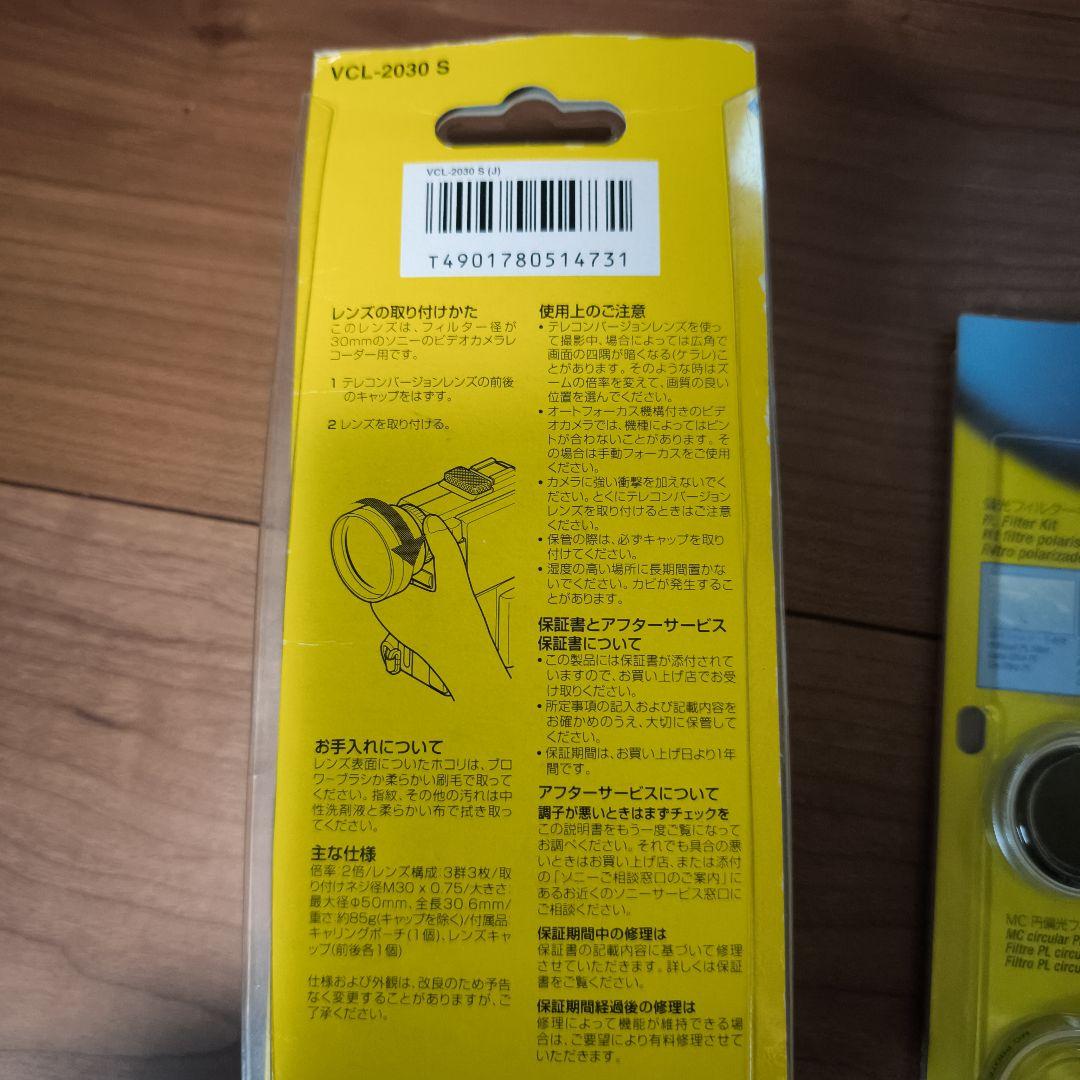 VCL-2030 S
VCL-2030 S (J)
T4901780514731
レンズの取り付けかた
このレンズは、フィルター径が
30mmのソニーのビデオカメラレ
コーダー用です。
1 テレコンバージョンレンズの前後
のキャップをはずす。
2 レンズを取り付ける。
お手入れについて
レンズ表面についたホコリは、ブロ
ワーブラシか柔らかい刷毛で取って
ください。指紋、その他の汚れは中
性洗剤液と柔らかい布で拭き取っ
てください。
主な仕様
倍率:2倍/レンズ構成:3群3枚/取
り付けネジ径M30 x 0.75/大きさ:
最大径Φ50mm、全長30.6mm/
重さ:約85g(キャップを除く)/付属品:
キャリングポーチ(1個)、レンズキャ
ップ(前後各1個)
仕様および外観は、改良のため予告
なく変更することがありますが、ご
了承ください。
使用上のご注意
• テレコンバージョンレンズを使っ
て撮影中、場合によっては広角で
画面の四隅が暗くなる(ケラレ)こ
とがあります。そのような時はズ
ームの倍率を変えて、画質の良い
位置を選んでください。
• オートフォーカス機構付きのビデ
オカメラでは、機種によってはピン
トが合わないことがあります。そ
の場合は手動フォーカスをご使用
ください。
• カメラに強い衝撃を加えないでく
ださい。とくにテレコンバージョン
レンズを取り付けるときはご注意
ください。
• 保管の際は、必ずキャップを取り
付けてください。
• 湿度の高い場所に長期間置かな
いでください。カビが発生するこ
とがあります。
保証書とアフターサービス
保証書について
• この製品には保証書が添付されて
いますので、お買い上げ店でお受
け取りください。
• 所定事項の記入および記載内容を
お確かめのうえ、大切に保管して
ください。
• 保証期間は、お買い上げ日より1年
間です。
アフターサービスについて
調子が悪いときはまずチェックを
この説明書をもう一度ご覧になって
お調べください。それでも具合の悪
いときはお買い上げ店、または添付
の「ソニーご相談窓口のご案内」に
あるお近くのソニーサービス窓口に
ご相談ください。
保証期間中の修理は
保証書の記載内容に基づいて修理
させていただきます。詳しくは保証
書をご覧ください。
保証期間経過後の修理は
修理によって機能が維持できる場
合は、ご要望により有料修理させて
いただきます。
光フィルター
Filter Kit
filtre polaris
polarizad
MC 円偏光フ
MC circular P
Filtre PL circu
Filtro PL circu